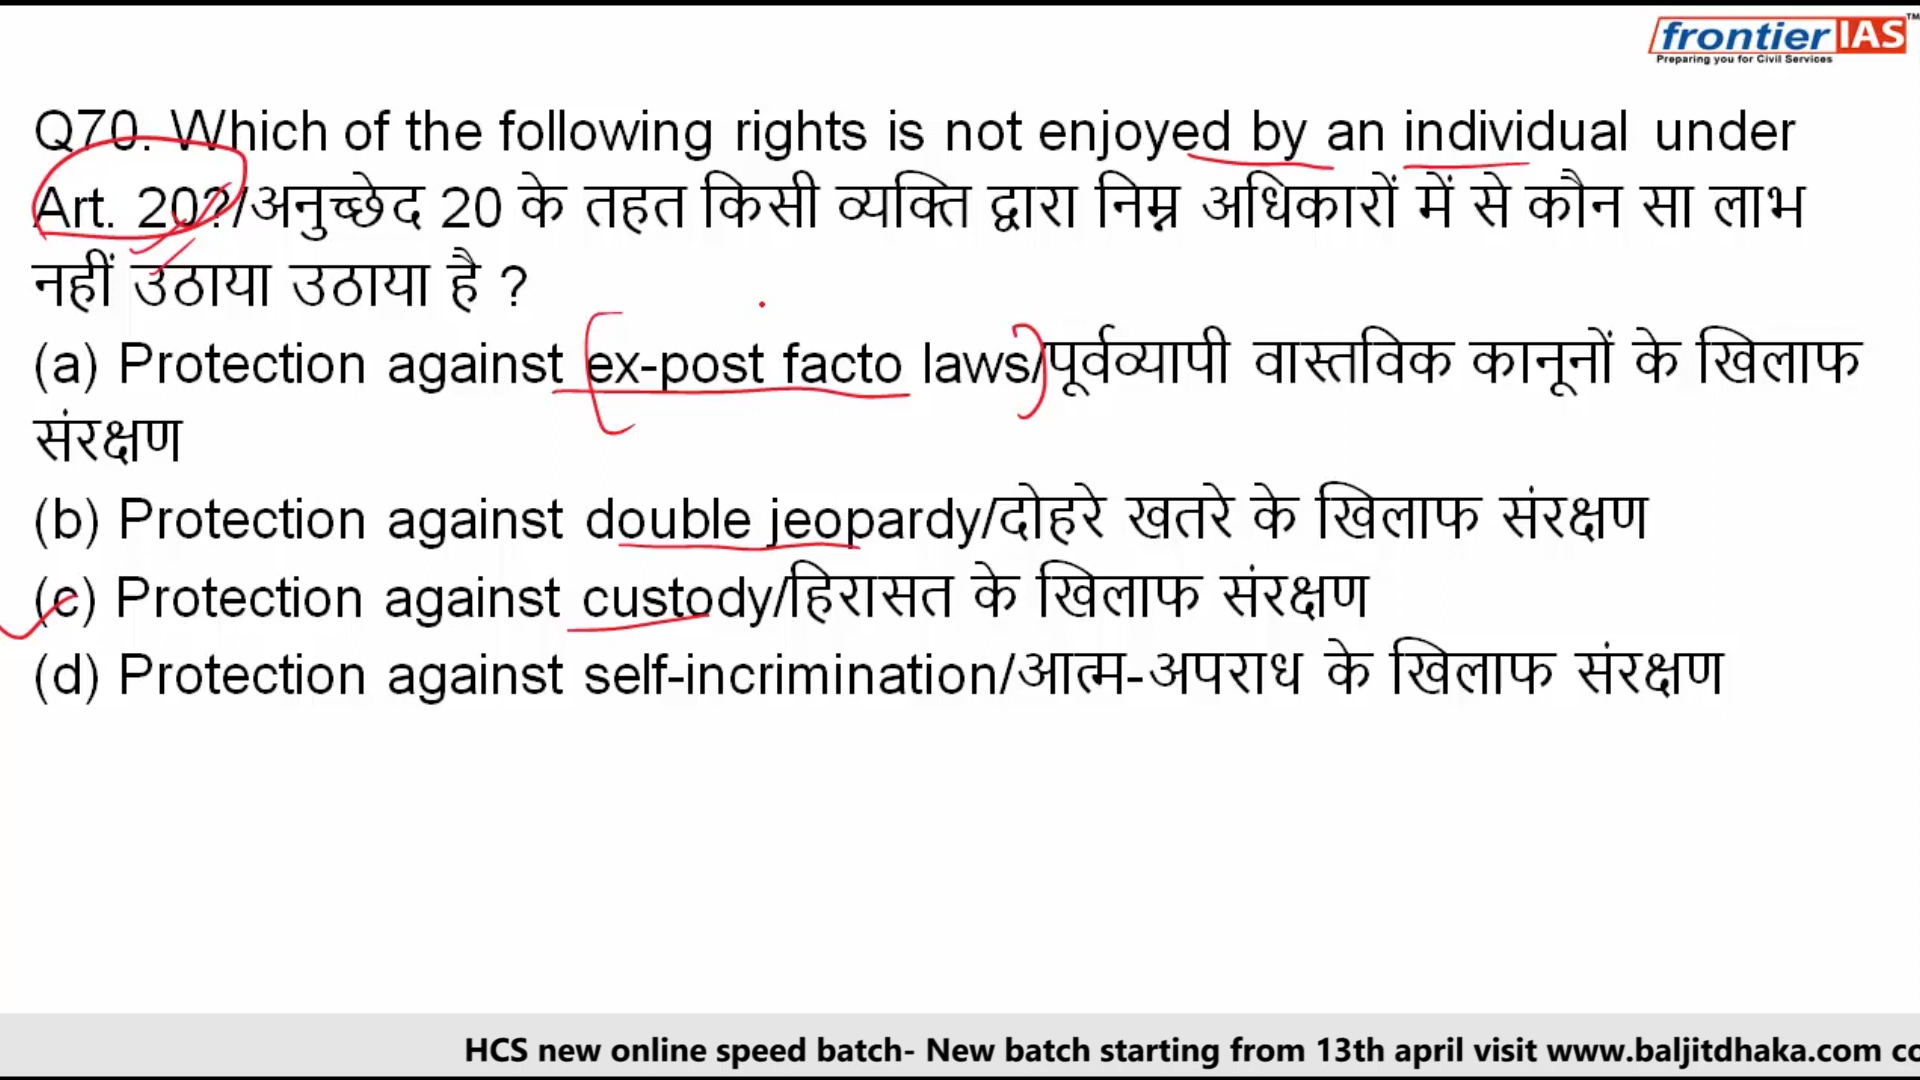 frontier IAS TM
Preparing you for Civil Services
Q70. Which of the following rights is not enjoyed by an individual under
Art. 20?/अनुच्छेद 20 के तहत किसी व्यक्ति द्वारा निम्न अधिकारों में से कौन सा लाभ
नहीं उठाया उठाया है ?
(a) Protection against ex-post facto laws/पूर्वव्यापी वास्तविक कानूनों के खिलाफ
संरक्षण
(b) Protection against double jeopardy/दोहरे खतरे के खिलाफ संरक्षण
(c) Protection against custody/हिरासत के खिलाफ संरक्षण
(d) Protection against self-incrimination/आत्म-अपराध के खिलाफ संरक्षण
HCS new online speed batch- New batch starting from 13th april visit www.baljitdhaka.com co